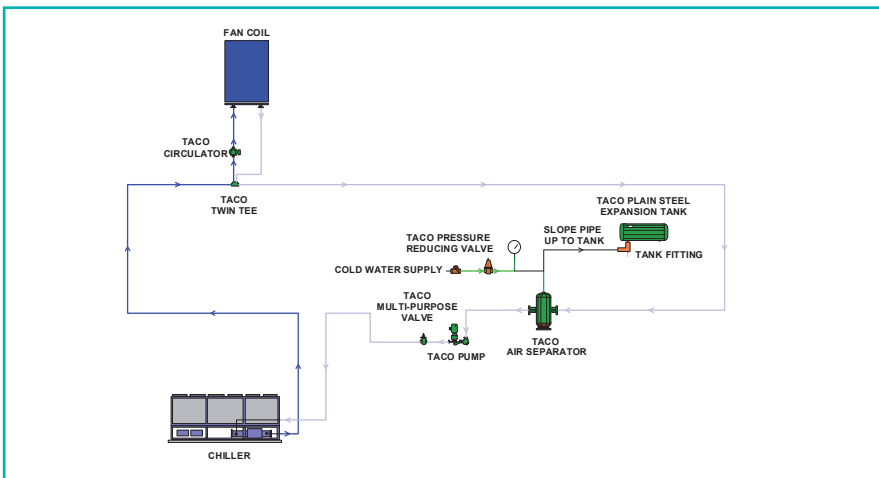 FAN COIL
TACO
CIRCULATOR
TACO
TWIN TEE
TACO PLAIN STEEL
EXPANSION TANK
SLOPE PIPE
UP TO TANK
TANK FITTING
TACO PRESSURE
REDUCING VALVE
COLD WATER SUPPLY
TACO
MULTI-PURPOSE
VALVE
TACO PUMP
TACO
AIR SEPARATOR
CHILLER